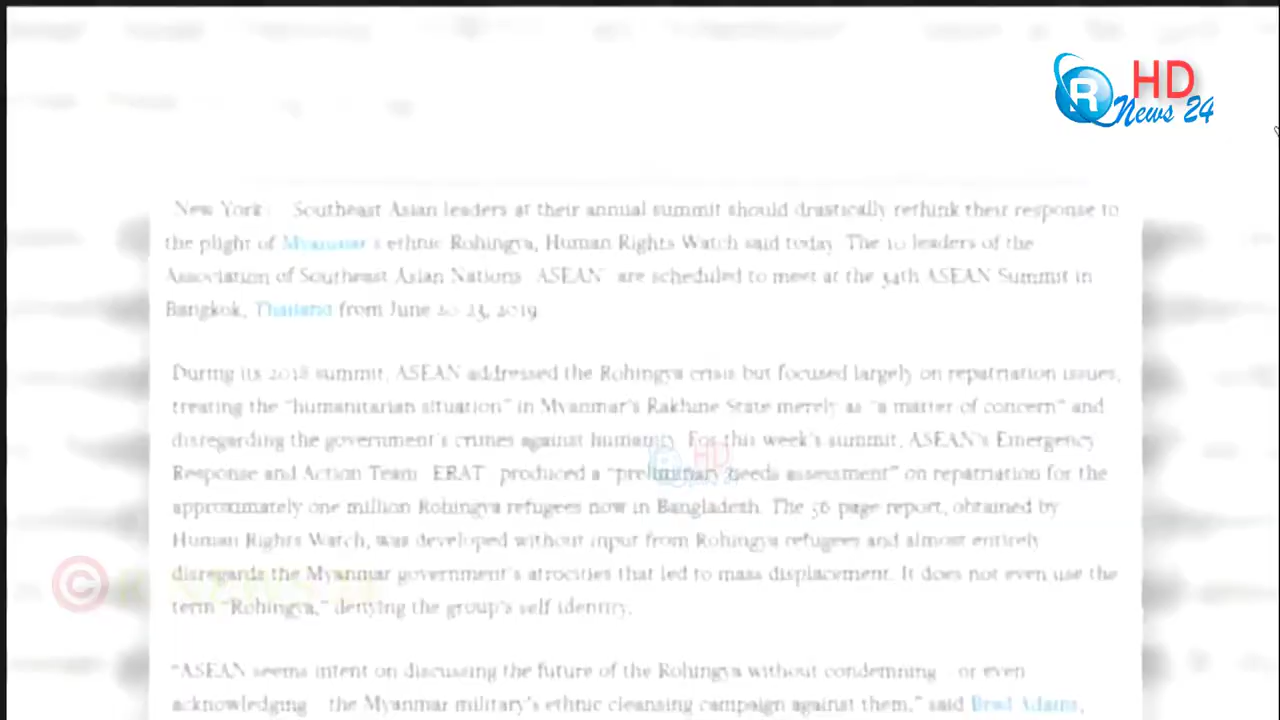 R HD
News 24
New York Southeast Asian leaders at their annual summit should drastically rethink their response to
the plight of Myanmar's ethnic Rohingya, Human Rights Watch said today. The 10 leaders of the
Association of Southeast Asian Nations ASEAN are scheduled to meet at the 34th ASEAN Summit in
Bangkok, Thailand from June 20-23, 2019
During its 2018 summit, ASEAN addressed the Rohingya crisis but focused largely on repatriation issues,
treating the "humanitarian situation" in Myanmar's Rakhine State merely as "a matter of concern" and
disregarding the government's crimes against humanity. For this week's summit, ASEAN's Emergency
Response and Action Team ERAT produced a "preliminary needs assessment" on repatriation for the
approximately one million Rohingya refugees now in Bangladesh. The 56 page report, obtained by
Human Rights Watch, was developed without input from Rohingya refugees and almost entirely
disregards the Myanmar government's atrocities that led to mass displacement. It does not even use the
term "Rohingya," denying the group's self identity.
"ASEAN seems intent on discussing the future of the Rohingya without condemning or even
acknowledging the Myanmar military's ethnic cleansing campaign against them," said Brad Adams,